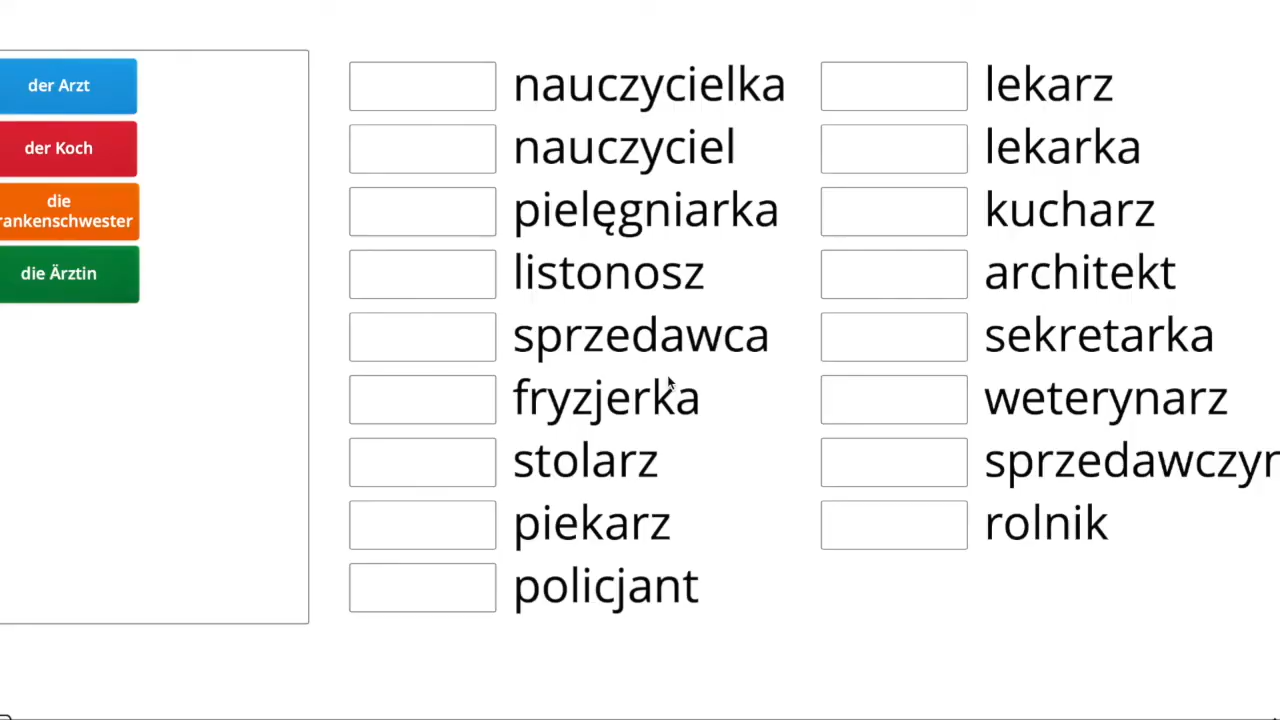 der Arzt
der Koch
die
rankenschwester
die Ärztin
nauczycielka
nauczyciel
pielęgniarka
listonosz
sprzedawca
fryzjerka
stolarz
piekarz
policjant
lekarz
lekarka
kucharz
architekt
sekretarka
weterynarz
sprzedawczy
rolnik